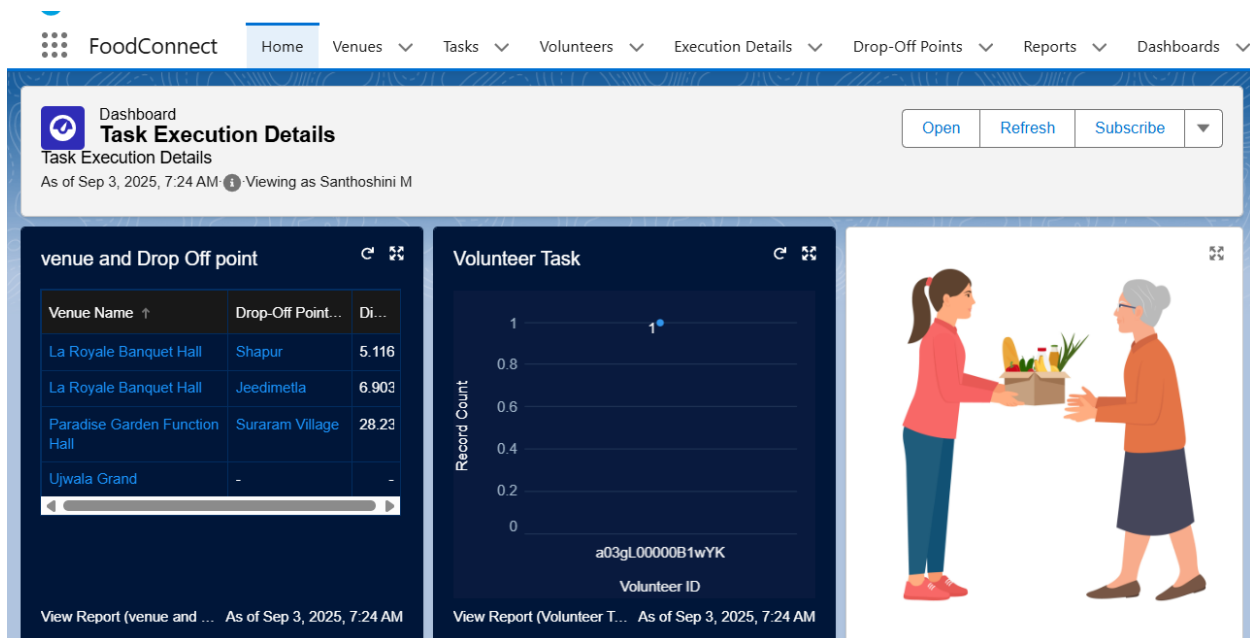 FoodConnect Home Venues Tasks Volunteers Execution Details Drop-Off Points Reports Dashboards
Dashboard
Task Execution Details
Task Execution Details
As of Sep 3, 2025, 7:24 AM·Viewing as Santhoshini M
Open Refresh Subscribe
venue and Drop Off point
Venue Name ↑ Drop-Off Point... Di...
La Royale Banquet Hall Shapur 5.116
La Royale Banquet Hall Jeedimetla 6.903
Paradise Garden Function Suraram Village 28.23
Hall
Ujwala Grand - -
View Report (venue and ... As of Sep 3, 2025, 7:24 AM
Volunteer Task
Record Count
1
0.8
0.6
0.4
0.2
0
1
a03gL00000B1wYK
Volunteer ID
View Report (Volunteer T... As of Sep 3, 2025, 7:24 AM